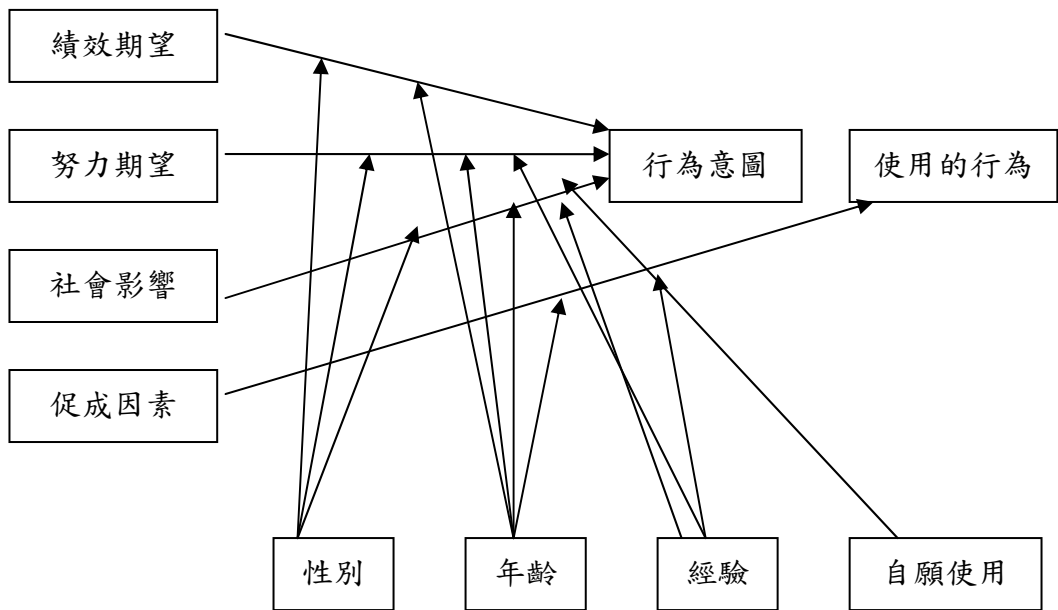 績效期望
努力期望
行為意圖
使用的行為
社會影響
促成因素
性別
年齡
經驗
自願使用